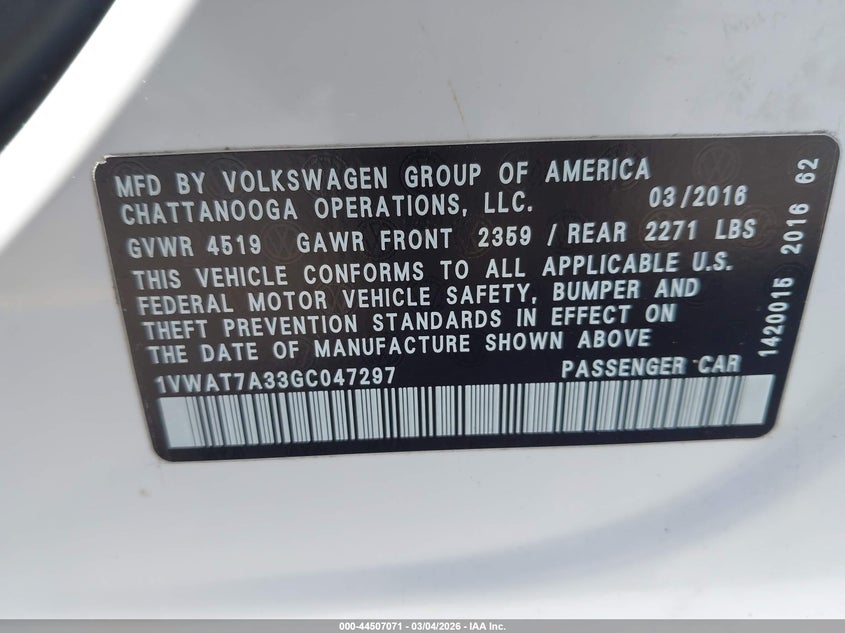 MFD BY VOLKSWAGEN GROUP OF AMERICA
CHATTANOOGA OPERATIONS, LLC. 03/2016
GVWR 4519 GAWR FRONT 2359 / REAR 2271 LBS
THIS VEHICLE CONFORMS TO ALL APPLICABLE U.S.
FEDERAL MOTOR VEHICLE SAFETY, BUMPER AND
THEFT PREVENTION STANDARDS IN EFFECT ON
THE DATE OF MANUFACTURE SHOWN ABOVE
1VWAT7A33GC047297 PASSENGER CAR
1420015 2016 62
000-44507071 - 03/04/2026 - IAA Inc.